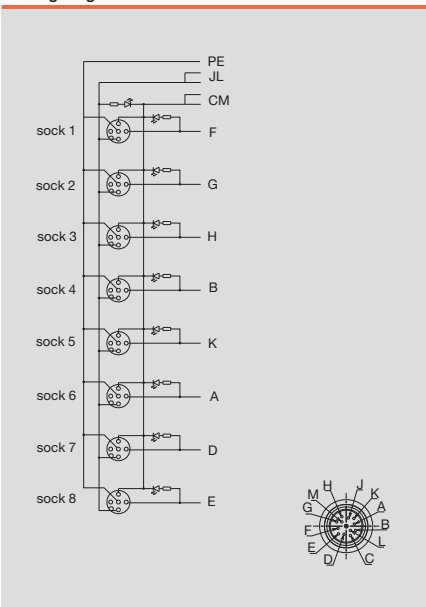 PE
JL
CM
sock 1 F
sock 2 G
sock 3 H
sock 4 B
sock 5 K
sock 6 A
sock 7 D
sock 8 E
H J
M K
G A
F B
E L
D C